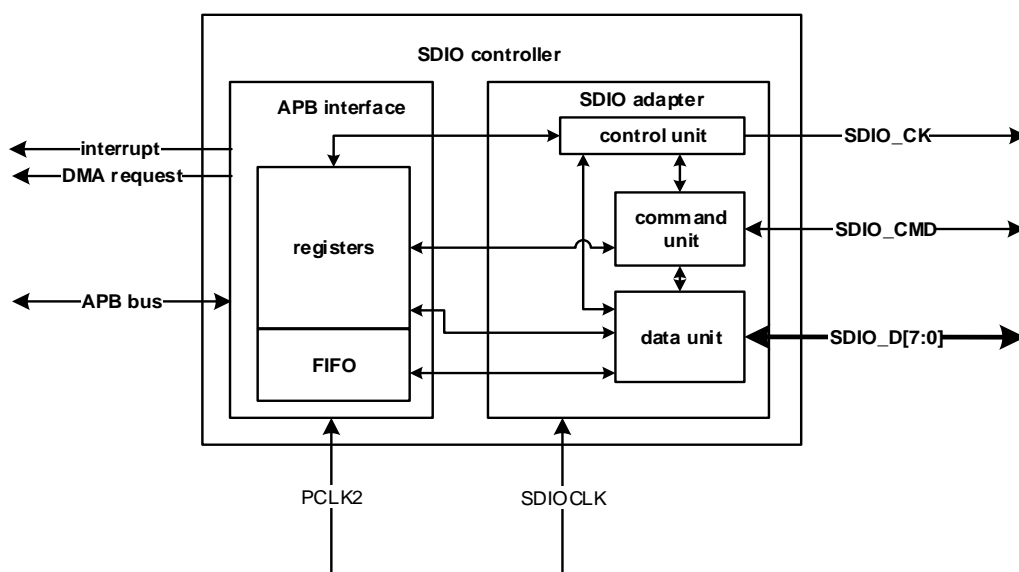 SDIO controller
APB interface
SDIO adapter
control unit
SDIO_CK
interrupt
DMA request
registers
command
unit
SDIO_CMD
APB bus
data unit
SDIO_D[7:0]
FIFO
PCLK2
SDIOCLK